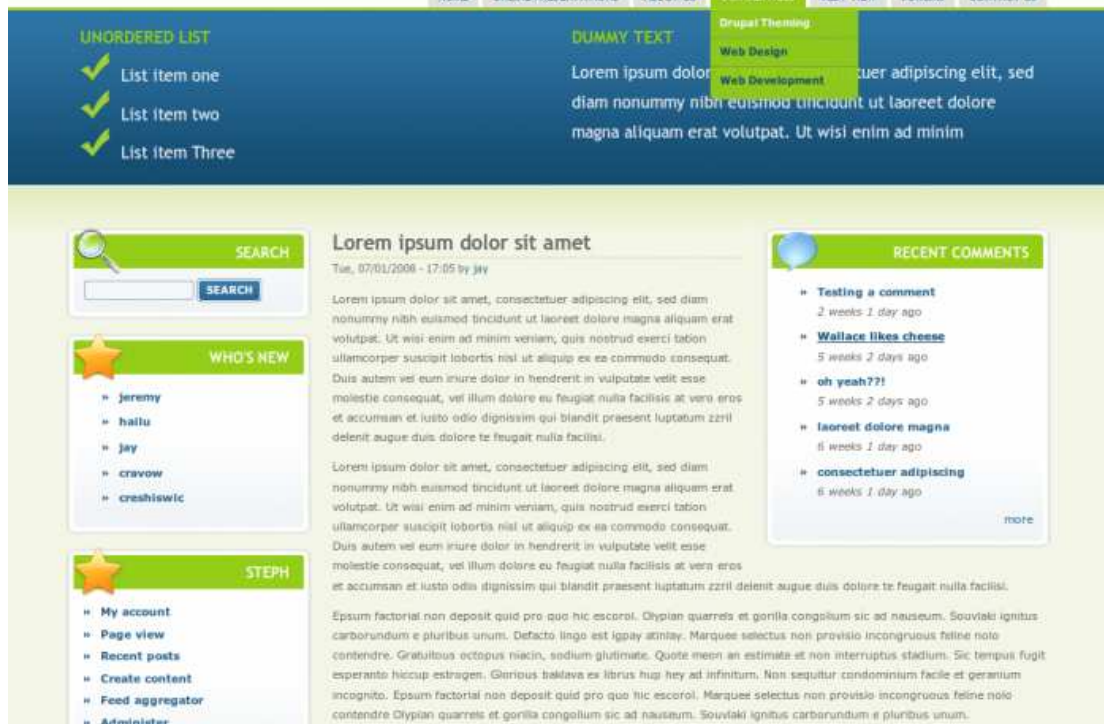 Drupal Theming
Web Design
Web Development
UNORDERED LIST
List item one
List item two
List item Three
DUMMY TEXT
Lorem ipsum dolor uer adipiscing elit, sed
diam nonummy nibh euismod tincidunt ut laoreet dolore
magna aliquam erat volutpat. Ut wisi enim ad minim
SEARCH
SEARCH
WHO'S NEW
» jeremy
» hailu
» jay
» cravow
» creshiswic
STEPH
» My account
» Page view
» Recent posts
» Create content
» Feed aggregator
» Administer
Lorem ipsum dolor sit amet
Tue, 07/01/2008 - 17:05 by jay
Lorem ipsum dolor sit amet, consectetuer adipiscing elit, sed diam
nonummy nibh euismod tincidunt ut laoreet dolore magna aliquam erat
volutpat. Ut wisi enim ad minim veniam, quis nostrud exerci tation
ullamcorper suscipit lobortis nisl ut aliquip ex ea commodo consequat.
Duis autem vel eum iriure dolor in hendrerit in vulputate velit esse
molestie consequat, vel illum dolore eu feugiat nulla facilisis at vero eros
et accumsan et iusto odio dignissim qui blandit praesent luptatum zzril
delenit augue duis dolore te feugait nulla facilisi.
Lorem ipsum dolor sit amet, consectetuer adipiscing elit, sed diam
nonummy nibh euismod tincidunt ut laoreet dolore magna aliquam erat
volutpat. Ut wisi enim ad minim veniam, quis nostrud exerci tation
ullamcorper suscipit lobortis nisl ut aliquip ex ea commodo consequat.
Duis autem vel eum iriure dolor in hendrerit in vulputate velit esse
molestie consequat, vel illum dolore eu feugiat nulla facilisis at vero eros
et accumsan et iusto odio dignissim qui blandit praesent luptatum zzril delenit augue duis dolore te feugait nulla facilisi.
Epsum factorial non deposit quid pro quo hic escorol. Olypian quarrels et gorilla congolium sic ad nauseum. Souvlaki ignitus
carborundum e pluribus unum. Defacto lingo est igpay atinlay. Marquee selectus non provisio incongruous feline nolo
contendre. Gratuitous octopus niacin, sodium glutimate. Quote meon an estimate et non interruptus stadium. Sic tempus fugit
esperanto hiccup estrogen. Glorious baklava ex librus hup hey ad infinitum. Non sequitur condominium facile et geranium
incognito. Epsum factorial non deposit quid pro quo hic escorol. Marquee selectus non provisio incongruous feline nolo
contendre Olypian quarrels et gorilla congolium sic ad nauseum. Souvlaki ignitus carborundum e pluribus unum.
RECENT COMMENTS
» Testing a comment
2 weeks 1 day ago
» Wallace likes cheese
5 weeks 2 days ago
» oh yeah??!
5 weeks 2 days ago
» laoreet dolore magna
6 weeks 1 day ago
» consectetuer adipiscing
6 weeks 1 day ago
more